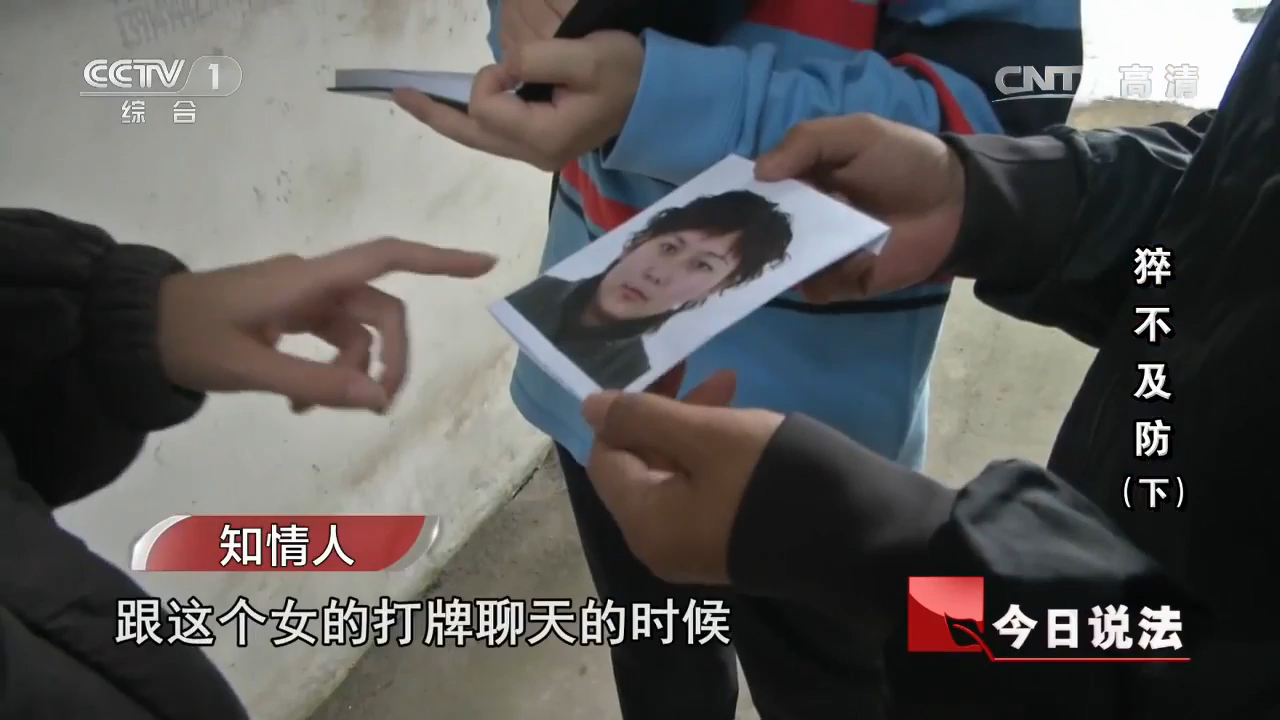 CCTV 1
综合
CNTV 高清
猝不及防
(下)
知情人
跟这个女的打牌聊天的时候
今日说法